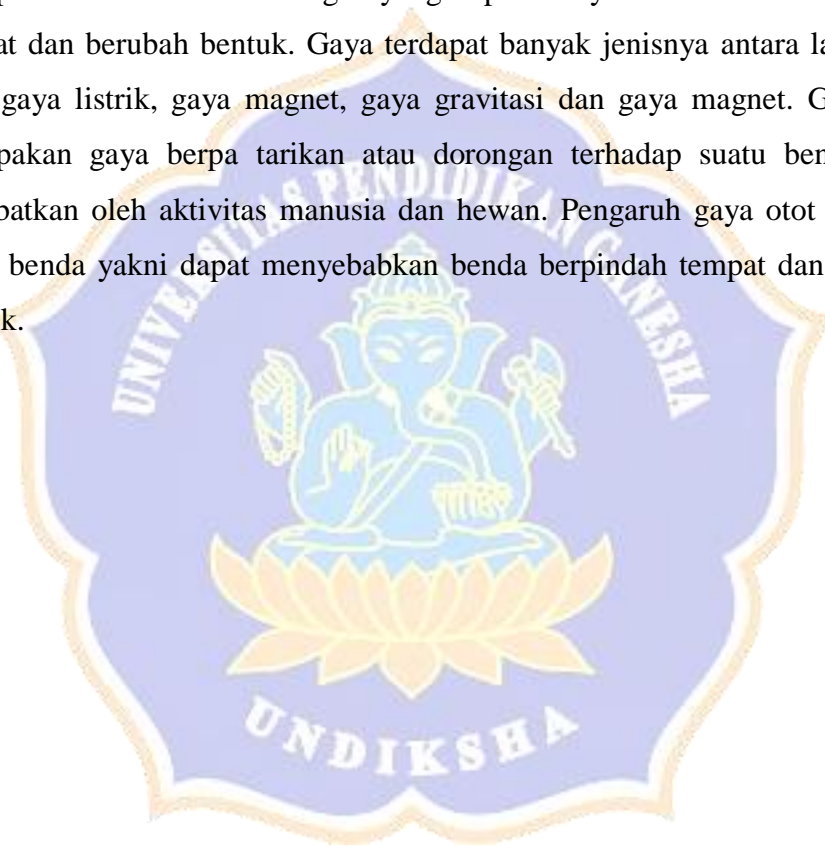 at dan berubah bentuk. Gaya terdapat banyak jenisnya antara la
gaya listrik, gaya magnet, gaya gravitasi dan gaya magnet. G
pakan gaya berpa tarikan atau dorongan terhadap suatu ben
batkan oleh aktivitas manusia dan hewan. Pengaruh gaya otot
benda yakni dapat menyebabkan benda berpindah tempat dan
k.
UNIVERSITAS PENDIDIKAN GANESHA
UNDIKSHA